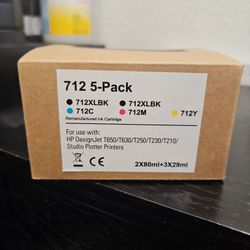 712 5-Pack
712XLBK 712XLBK
712C 712M 712Y
Remanufactured Ink Cartridge
For use with:
HP DesignJet T650/T630/T250/T230/T210/
Studio Plotter Printers
CE 2X80ml+3X29ml